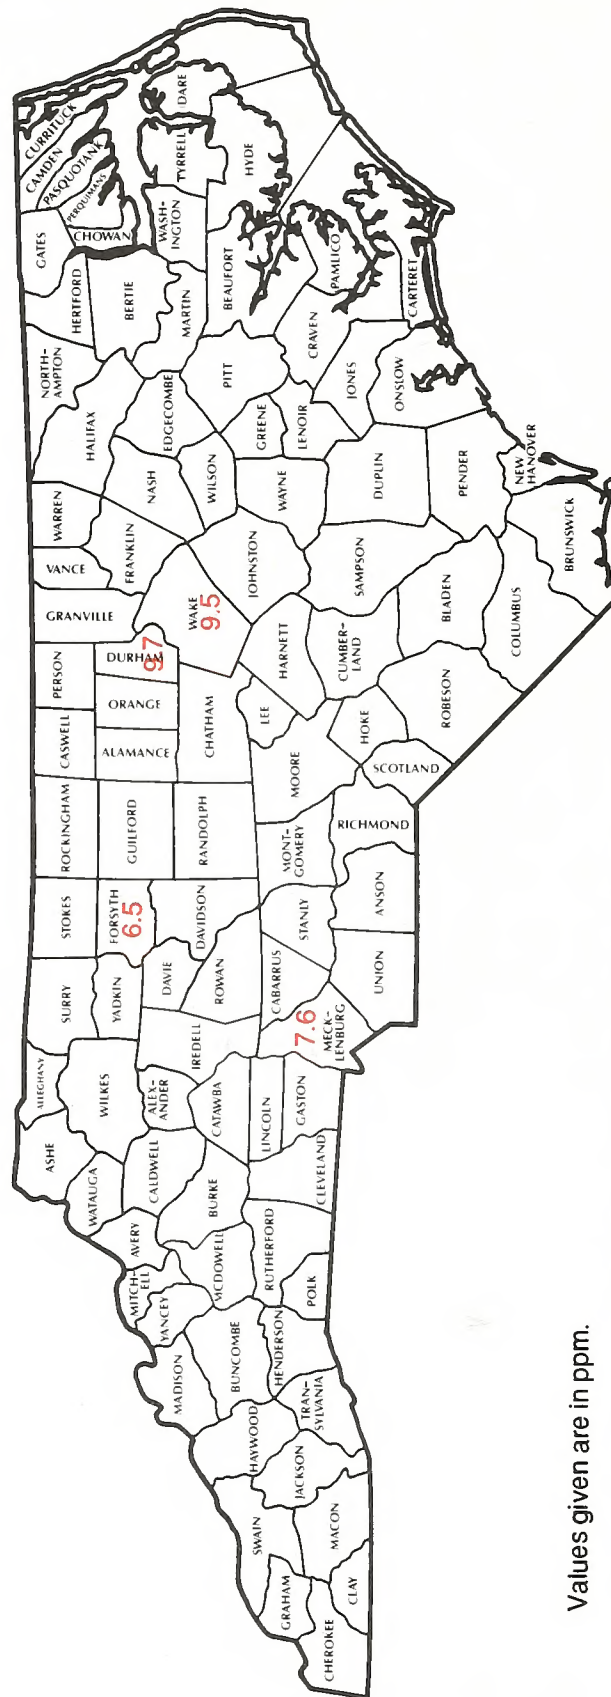 ALLEGHANY
ASHE
SURRY
STOKES
ROCKINGHAM
CASWELL
PERSON
GRANVILLE
VANCE
WARREN
NORTH-
AMPTON
GATES
HERTFORD
CURRITUCK
CAMDEN
PASQUOTANK
PERQUIMANS
CHOWAN
WATAUGA
WILKES
YADKIN
FORSYTH
6.5
GUILFORD
ALAMANCE
ORANGE
DURHAM
9.7
FRANKLIN
HALIFAX
BERTIE
MITCH-
ELL
AVERY
CALDWELL
ALEX-
ANDER
IREDELL
DAVIE
DAVIDSON
RANDOLPH
CHATHAM
WAKE
9.5
NASH
EDGECOMBE
MARTIN
WASH-
INGTON
TYRRELL
DARE
MADISON
YANCEY
MCDOWELL
BURKE
CATAWBA
ROWAN
JOHNSTON
WILSON
PITT
BEAUFORT
HYDE
SWAIN
HAYWOOD
BUNCOMBE
RUTHERFORD
LINCOLN
CABARRUS
STANLY
MONT-
GOMERY
MOORE
LEE
HARNETT
WAYNE
GREENE
LENOIR
CRAVEN
PAMLICO
GRAHAM
CHEROKEE
CLAY
MACON
JACKSON
TRAN-
SYLVANIA
HENDERSON
POLK
CLEVELAND
GASTON
7.6
MECK-
LENBURG
UNION
ANSON
RICHMOND
SCOTLAND
HOKE
CUMBER-
LAND
SAMPSON
DUPLIN
JONES
ONSLOW
CARTERET
ROBESON
BLADEN
PENDER
COLUMBUS
BRUNSWICK
NEW
HANOVER
Values given are in ppm.